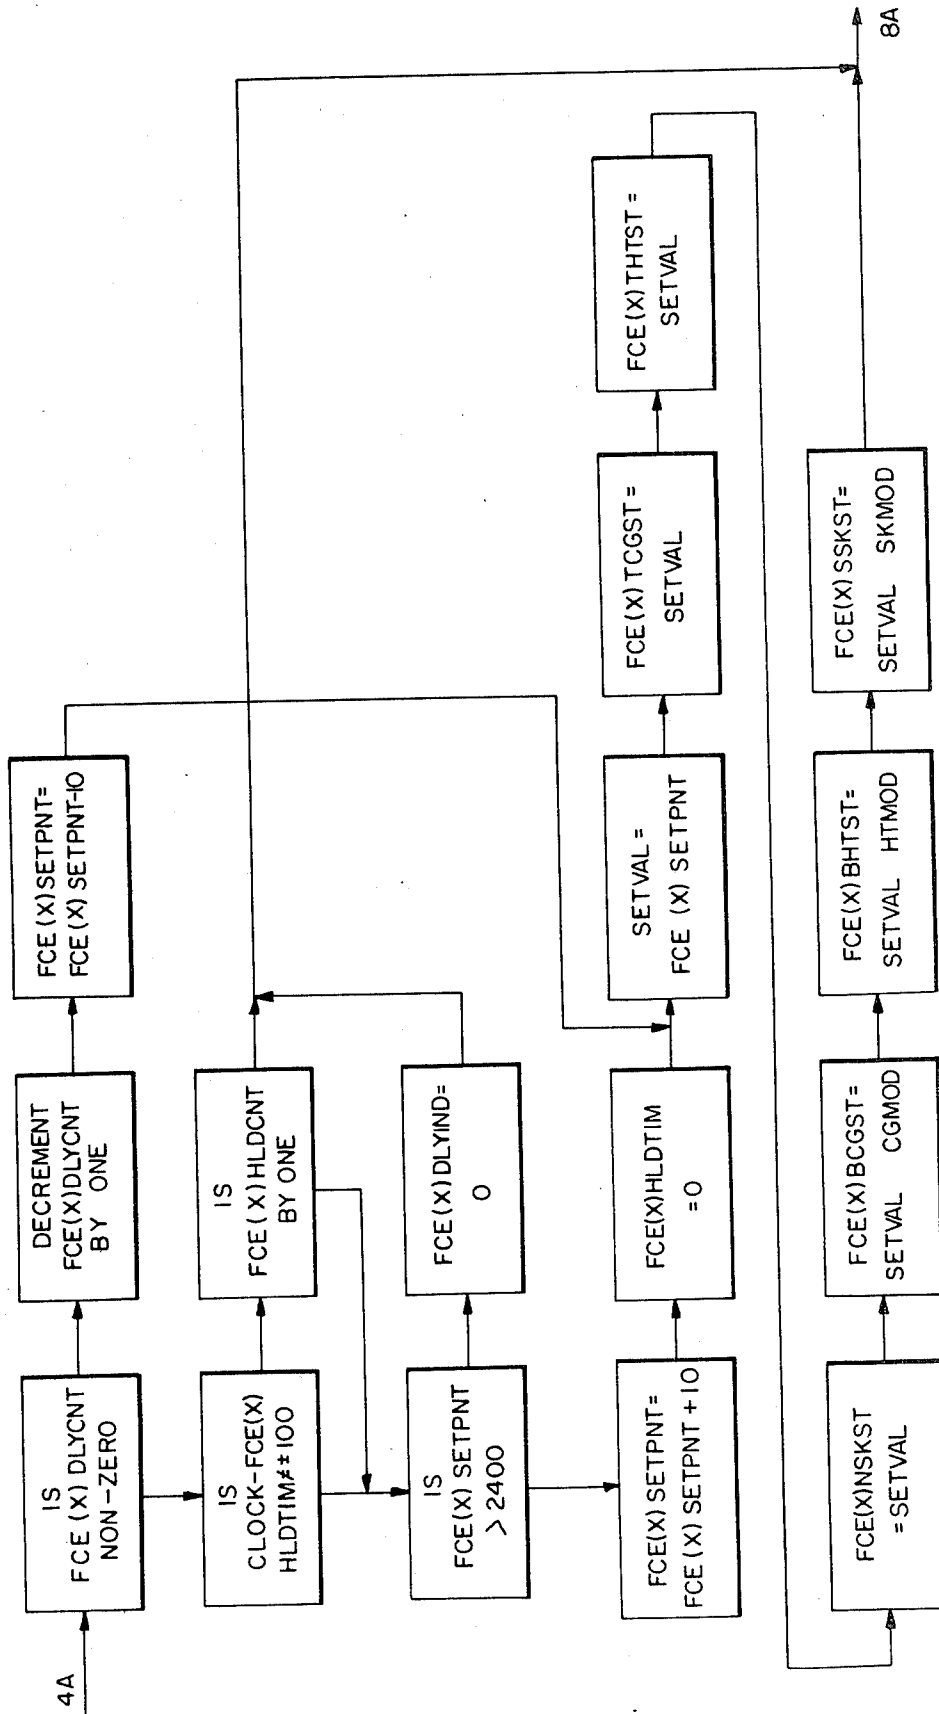 4A
IS
FCE (X) DLYCNT
NON-ZERO
DECREMENT
FCE(X)DLYCNT
BY ONE
FCE (X) SETPNT=
FCE(X) SETPNT-10
IS
CLOCK-FCE(X)
HLDTIM≠±100
IS
FCE(X)HLDCNT
BY ONE
IS
FCE(X) SETPNT
>2400
FCE(X)DLYIND=
0
FCE(X) SETPNT=
FCE(X) SETPNT +10
FCE(X)HLDTIM
=0
SETVAL =
FCE (X) SETPNT
FCE(X)TCGST=
SETVAL
FCE(X)THTST=
SETVAL
FCE(X)NSKST
=SETVAL
FCE(X)BCGST=
SETVAL CGMOD
FCE(X)BHTST=
SETVAL HTMOD
FCE(X)SSKST=
SETVAL SKMOD
8A